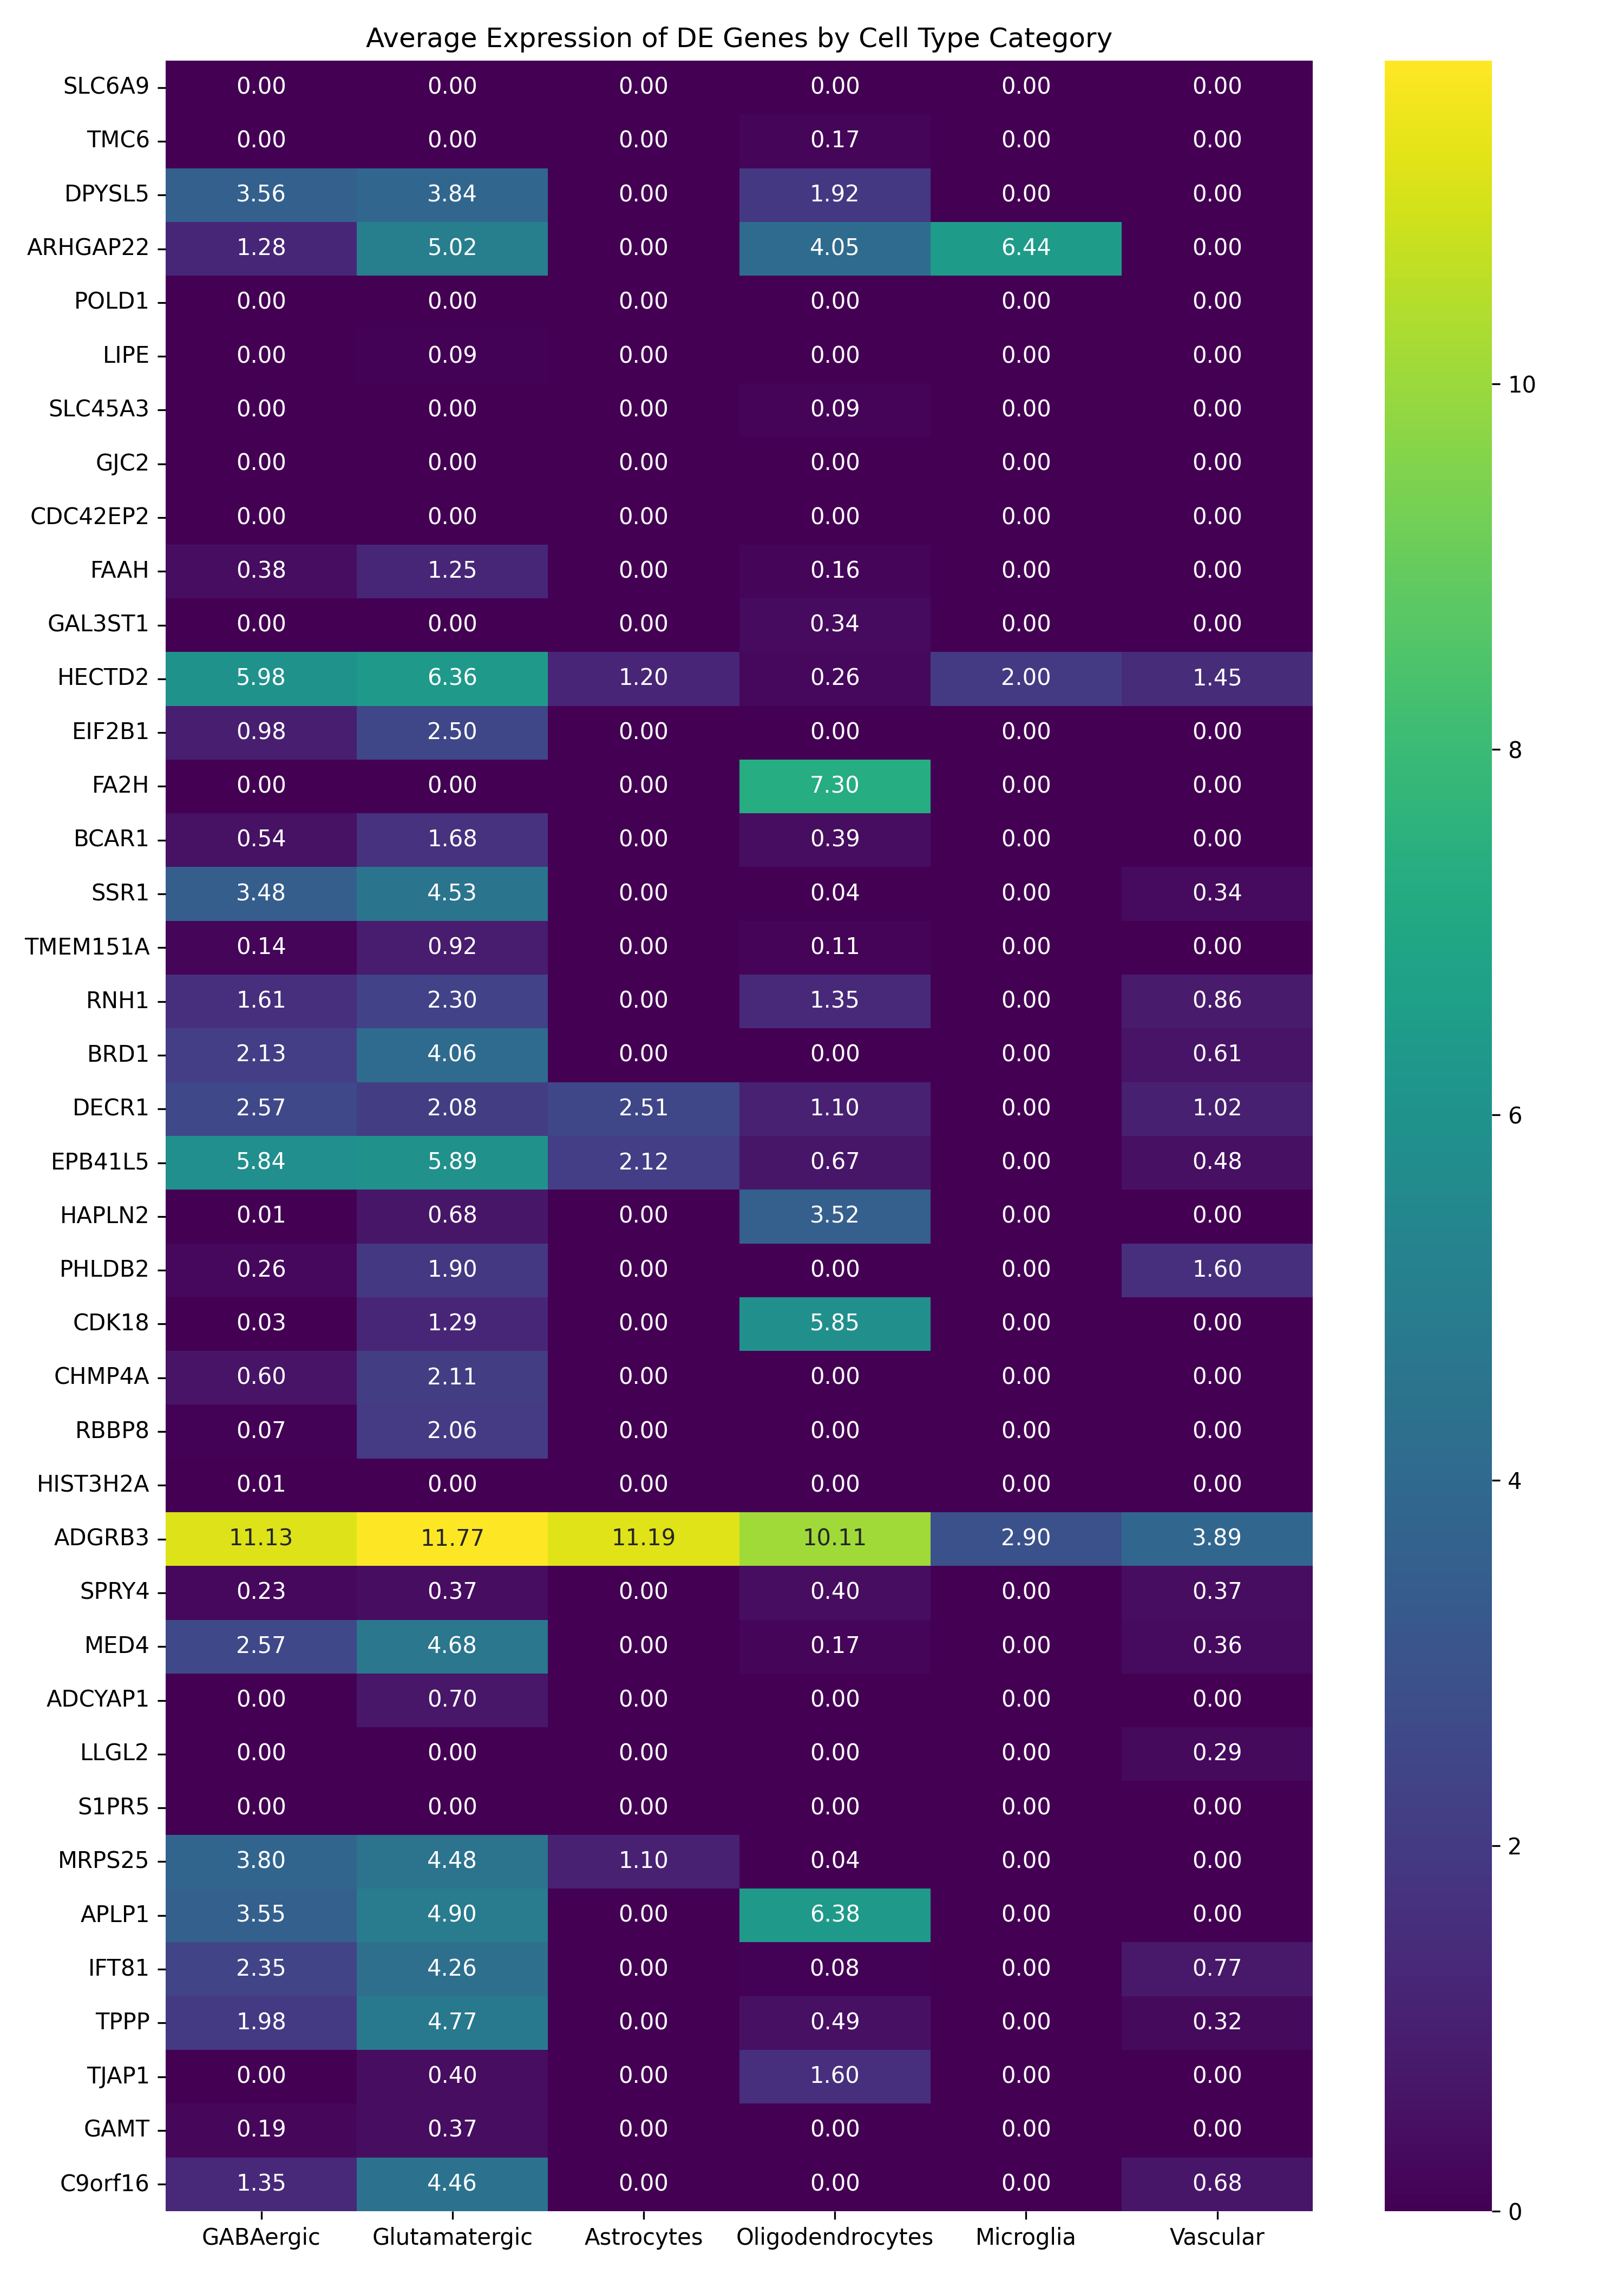 Average Expression of DE Genes by Cell Type Category
SLC6A9 0.00 0.00 0.00 0.00 0.00 0.00
TMC6 0.00 0.00 0.00 0.17 0.00 0.00
DPYSL5 3.56 3.84 0.00 1.92 0.00 0.00
ARHGAP22 1.28 5.02 0.00 4.05 6.44 0.00
POLD1 0.00 0.00 0.00 0.00 0.00 0.00
LIPE 0.00 0.09 0.00 0.00 0.00 0.00
SLC45A3 0.00 0.00 0.00 0.09 0.00 0.00
GJC2 0.00 0.00 0.00 0.00 0.00 0.00
CDC42EP2 0.00 0.00 0.00 0.00 0.00 0.00
FAAH 0.38 1.25 0.00 0.16 0.00 0.00
GAL3ST1 0.00 0.00 0.00 0.34 0.00 0.00
HECTD2 5.98 6.36 1.20 0.26 2.00 1.45
EIF2B1 0.98 2.50 0.00 0.00 0.00 0.00
FA2H 0.00 0.00 0.00 7.30 0.00 0.00
BCAR1 0.54 1.68 0.00 0.39 0.00 0.00
SSR1 3.48 4.53 0.00 0.04 0.00 0.34
TMEM151A 0.14 0.92 0.00 0.11 0.00 0.00
RNH1 1.61 2.30 0.00 1.35 0.00 0.86
BRD1 2.13 4.06 0.00 0.00 0.00 0.61
DECR1 2.57 2.08 2.51 1.10 0.00 1.02
EPB41L5 5.84 5.89 2.12 0.67 0.00 0.48
HAPLN2 0.01 0.68 0.00 3.52 0.00 0.00
PHLDB2 0.26 1.90 0.00 0.00 0.00 1.60
CDK18 0.03 1.29 0.00 5.85 0.00 0.00
CHMP4A 0.60 2.11 0.00 0.00 0.00 0.00
RBBP8 0.07 2.06 0.00 0.00 0.00 0.00
HIST3H2A 0.01 0.00 0.00 0.00 0.00 0.00
ADGRB3 11.13 11.77 11.19 10.11 2.90 3.89
SPRY4 0.23 0.37 0.00 0.40 0.00 0.37
MED4 2.57 4.68 0.00 0.17 0.00 0.36
ADCYAP1 0.00 0.70 0.00 0.00 0.00 0.00
LLGL2 0.00 0.00 0.00 0.00 0.00 0.29
S1PR5 0.00 0.00 0.00 0.00 0.00 0.00
MRPS25 3.80 4.48 1.10 0.04 0.00 0.00
APLP1 3.55 4.90 0.00 6.38 0.00 0.00
IFT81 2.35 4.26 0.00 0.08 0.00 0.77
TPPP 1.98 4.77 0.00 0.49 0.00 0.32
TJAP1 0.00 0.40 0.00 1.60 0.00 0.00
GAMT 0.19 0.37 0.00 0.00 0.00 0.00
C9orf16 1.35 4.46 0.00 0.00 0.00 0.68
GABAergic Glutamatergic Astrocytes Oligodendrocytes Microglia Vascular
10
8
6
4
2
0